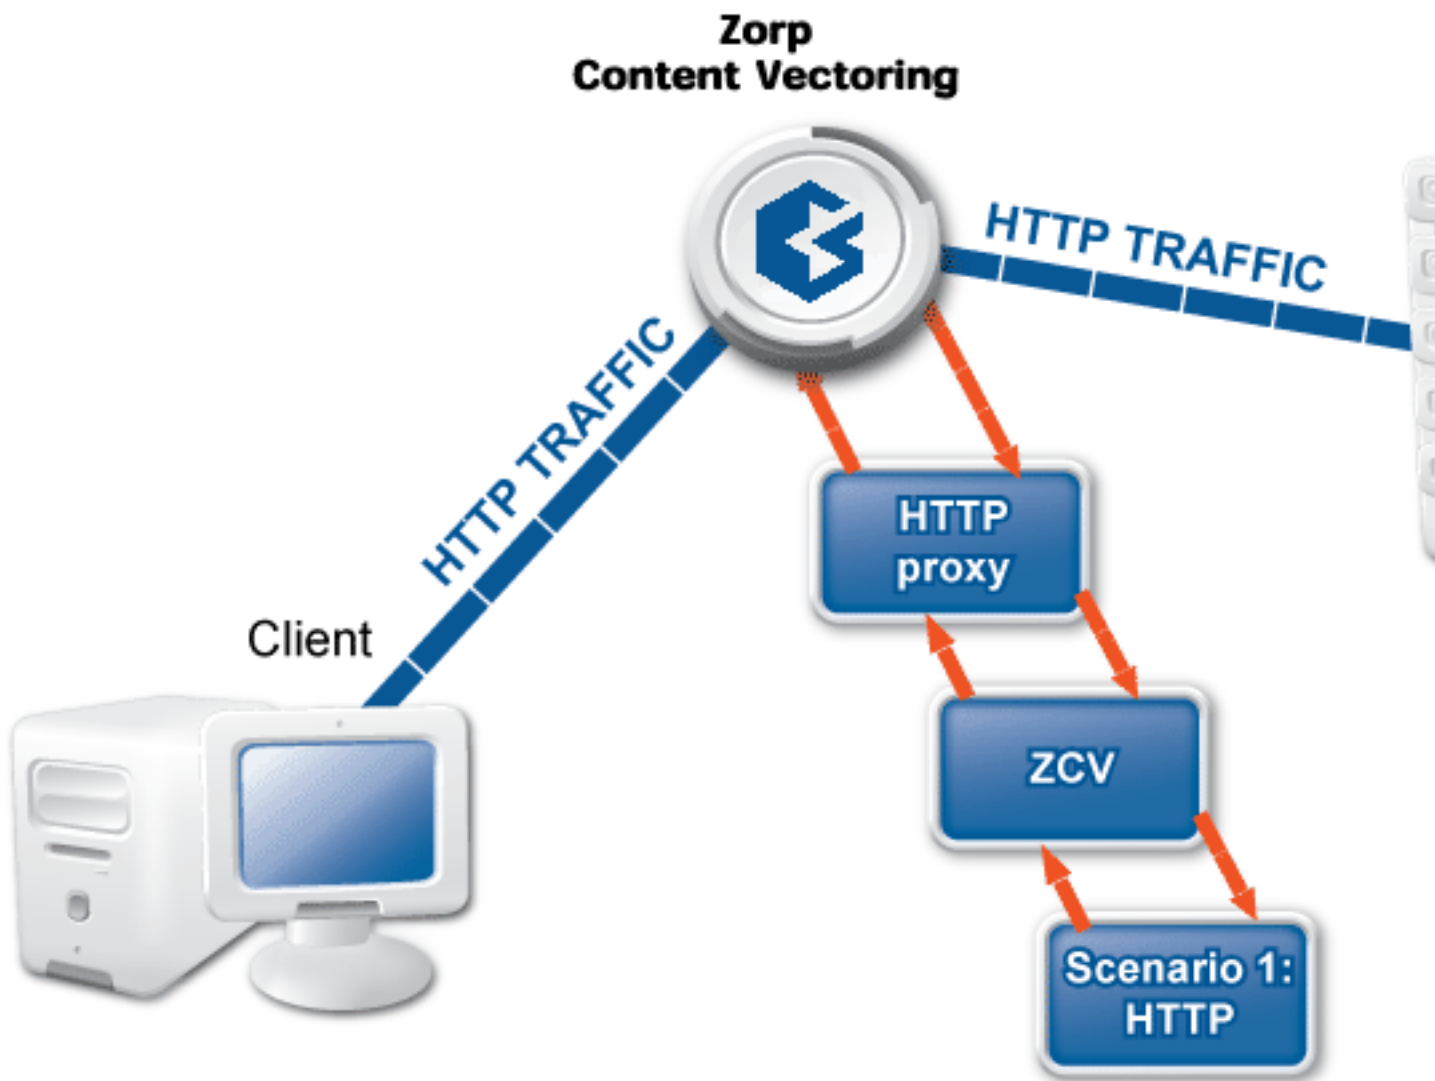 Zorp
Content Vectoring
HTTP TRAFFIC
HTTP TRAFFIC
HTTP
proxy
Client
ZCV
Scenario 1:
HTTP